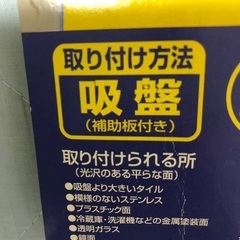 取り付け方法
吸盤
(補助板付き)
取り付けられる所
(光沢のある平らな面)
●吸盤より大きいタイル
●模様のないステンレス
●プラスチック面
●冷蔵庫・洗濯機などの金属塗装面
●透明ガラス
●鏡面